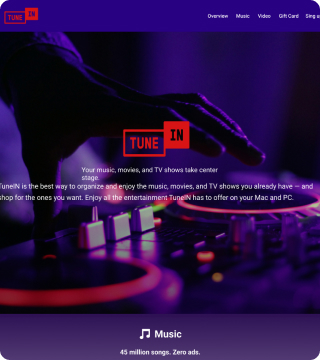 TUNE IN
Overview Music Video Gift Card Sing u
TUNE IN
Your music, movies, and TV shows take center
stage.
TuneIN is the best way to organize and enjoy the music, movies, and TV shows you already have — and
shop for the ones you want. Enjoy all the entertainment TuneIN has to offer on your Mac and PC.
Music
45 million songs. Zero ads.